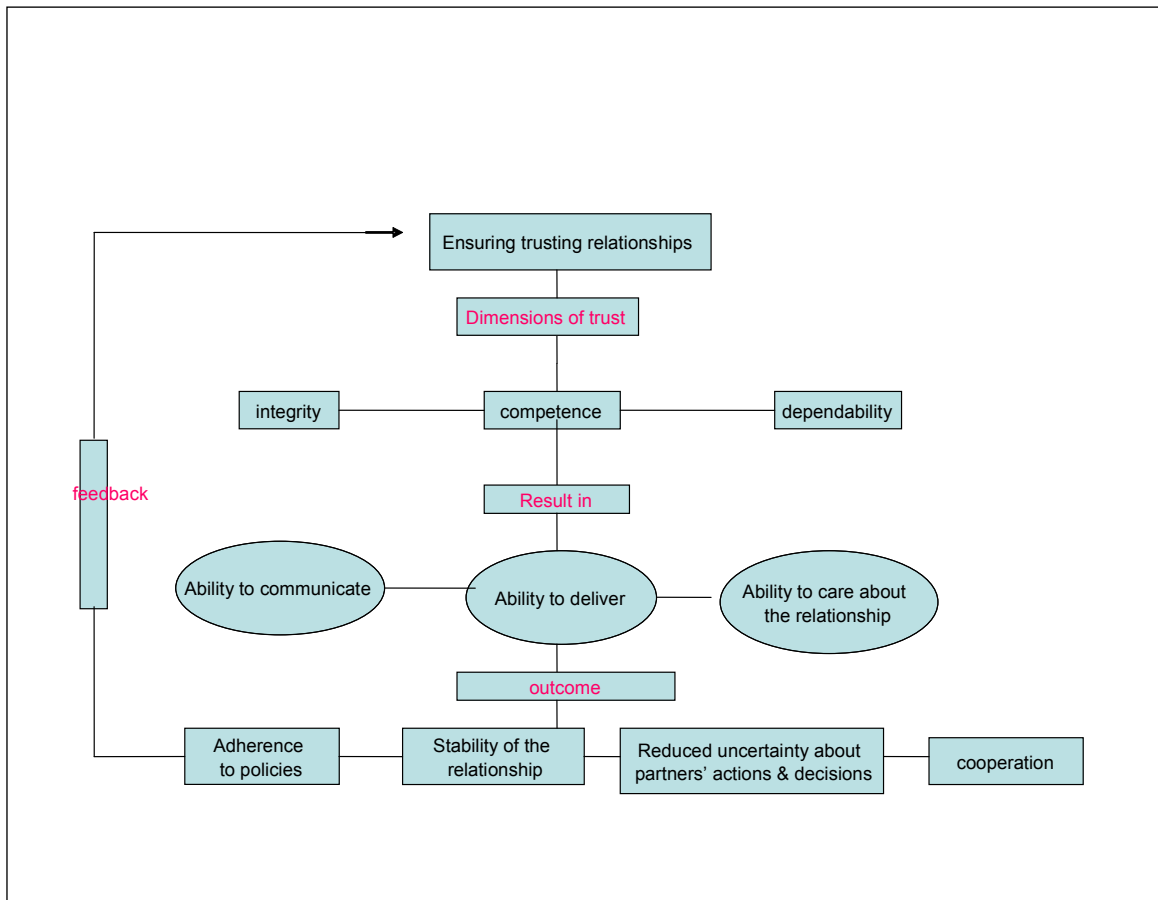 Ensuring trusting relationships
Dimensions of trust
integrity
competence
dependability
feedback
Result in
Ability to communicate
Ability to deliver
Ability to care about
the relationship
outcome
Adherence
to policies
Stability of the
relationship
Reduced uncertainty about
partners’ actions & decisions
cooperation